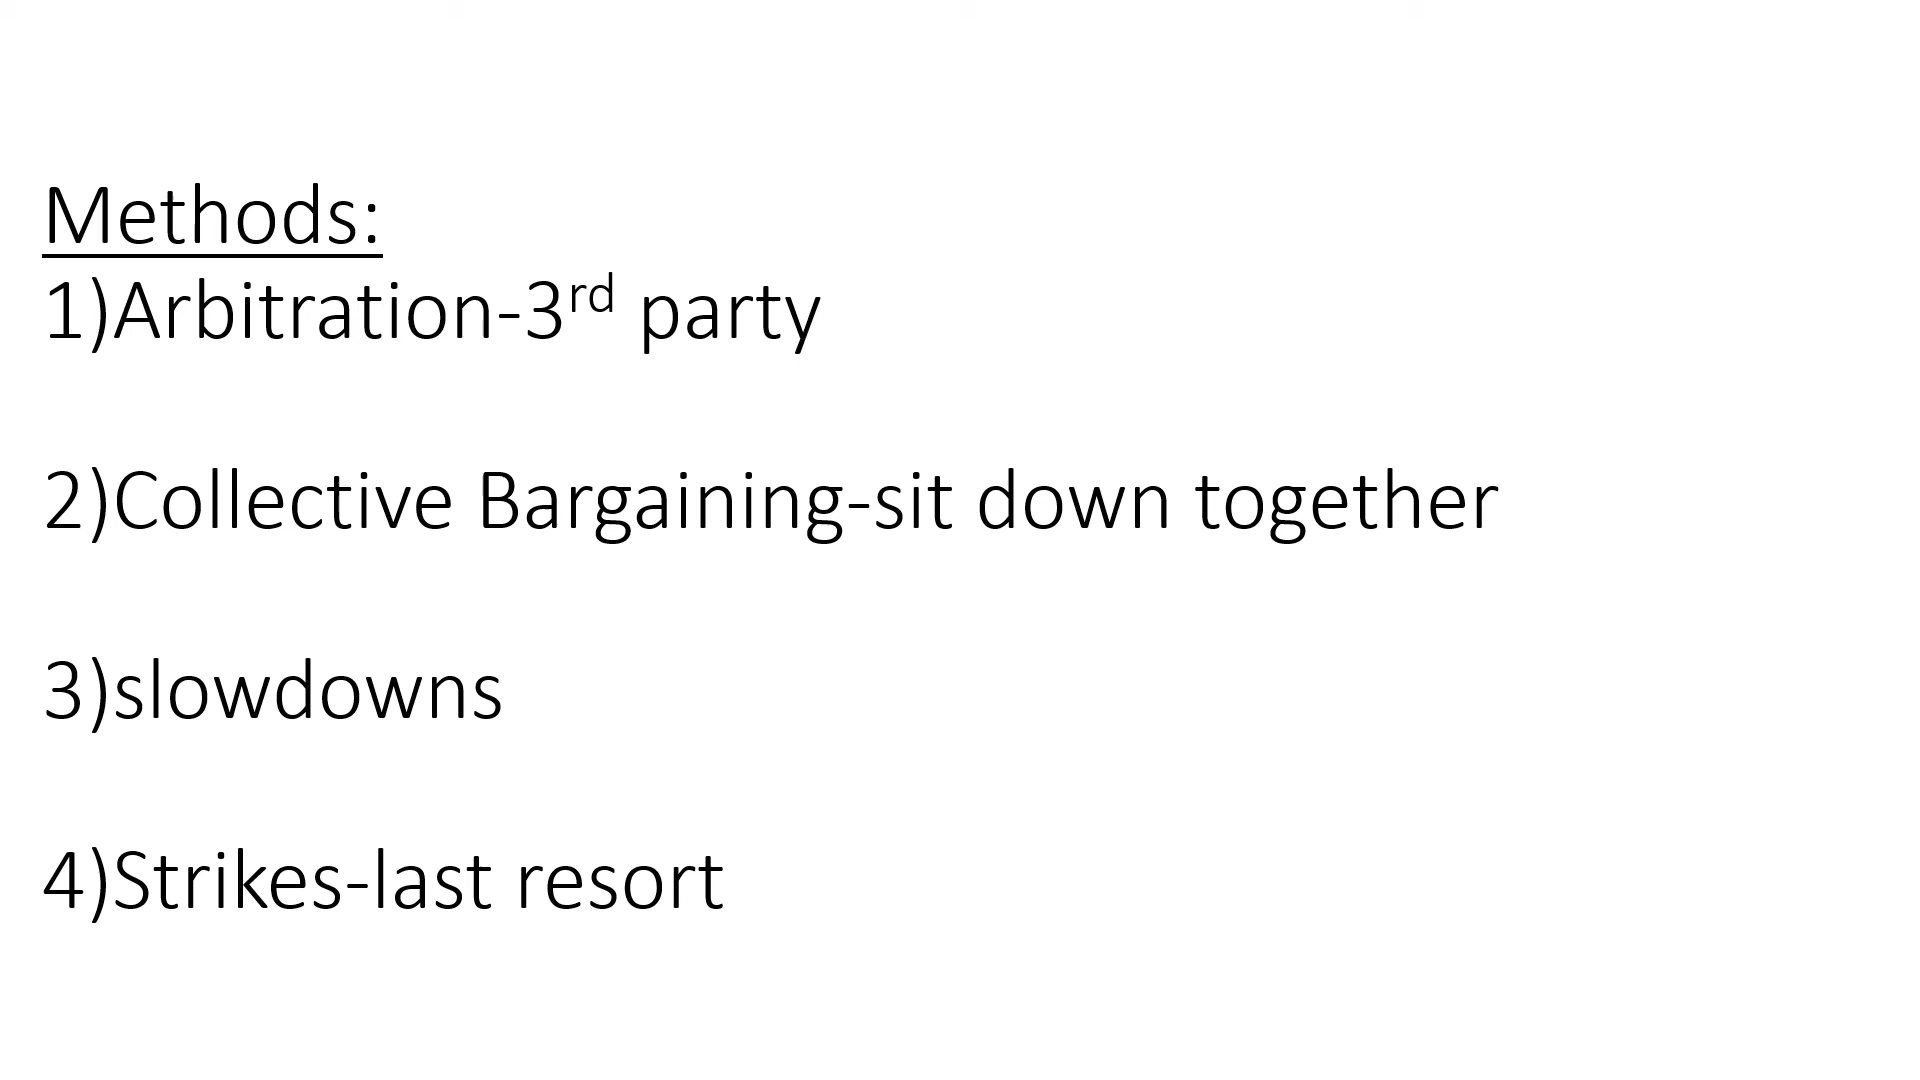 Methods:
1)Arbitration-3rd party
2)Collective Bargaining-sit down together
3)slowdowns
4)Strikes-last resort